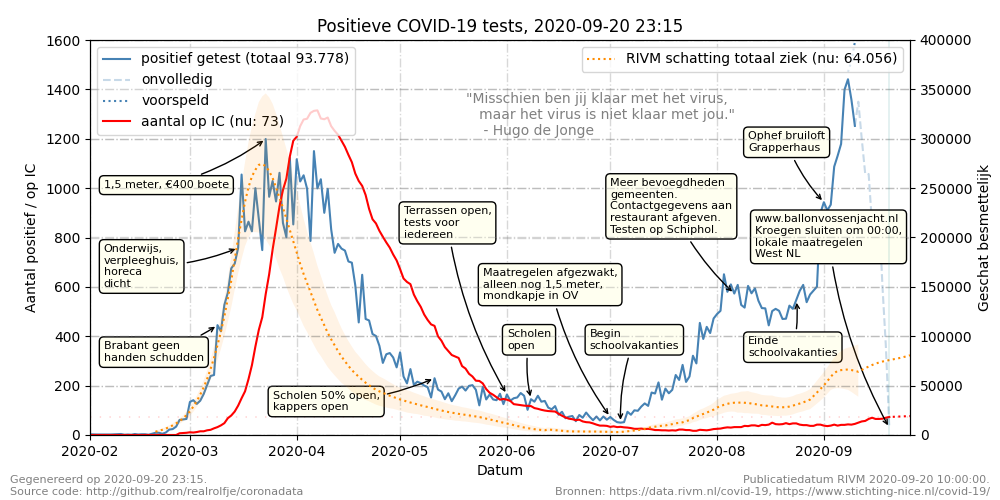 Positieve COVID-19 tests, 2020-09-20 23:15
1600
1400
1200
1000
800
600
400
200
0
Aantal positief / op IC
400000
350000
300000
250000
200000
150000
100000
50000
0
Geschat besmettelijk
positief getest (totaal 93.778)
onvolledig
voorspeld
aantal op IC (nu: 73)
RIVM schatting totaal ziek (nu: 64.056)
"Misschien ben jij klaar met het virus,
maar het virus is niet klaar met jou."
- Hugo de Jonge
Ophef bruiloft
Grapperhaus
1,5 meter, €400 boete
Meer bevoegdheden
gemeenten.
Contactgegevens aan
restaurant afgeven.
Testen op Schiphol.
Terrassen open,
tests voor
iedereen
www.ballonvossenjacht.nl
Kroegen sluiten om 00:00,
lokale maatregelen
West NL
Onderwijs,
verpleeghuis,
horeca
dicht
Maatregelen afgezwakt,
alleen nog 1,5 meter,
mondkapje in OV
Brabant geen
handen schudden
Scholen
open
Begin
schoolvakanties
Einde
schoolvakanties
Scholen 50% open,
kappers open
2020-02
2020-03
2020-04
2020-05
2020-06
2020-07
2020-08
2020-09
Datum
Gegenereerd op 2020-09-20 23:15.
Source code: http://github.com/realrolfje/coronadata
Publicatiedatum RIVM 2020-09-20 10:00:00.
Bronnen: https://data.rivm.nl/covid-19, https://www.stichting-nice.nl/covid-19/